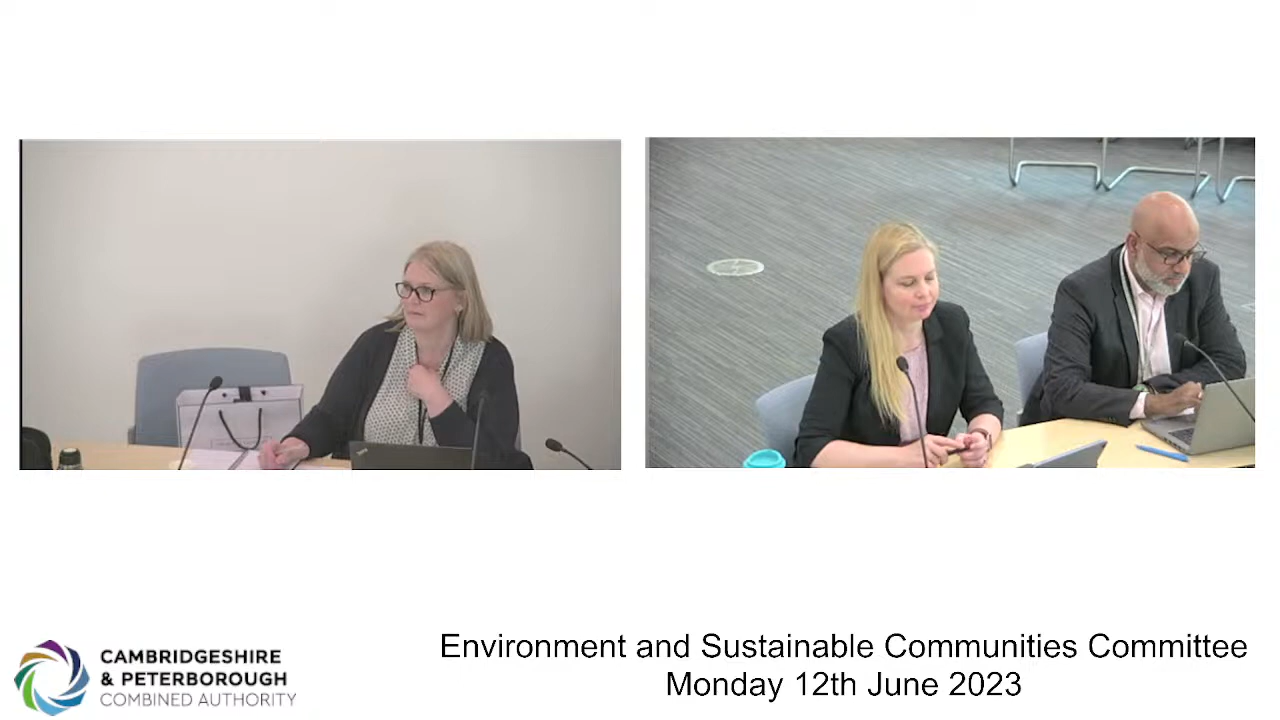 CAMBRIDGESHIRE
& PETERBOROUGH
COMBINED AUTHORITY
Environment and Sustainable Communities Committee
Monday 12th June 2023